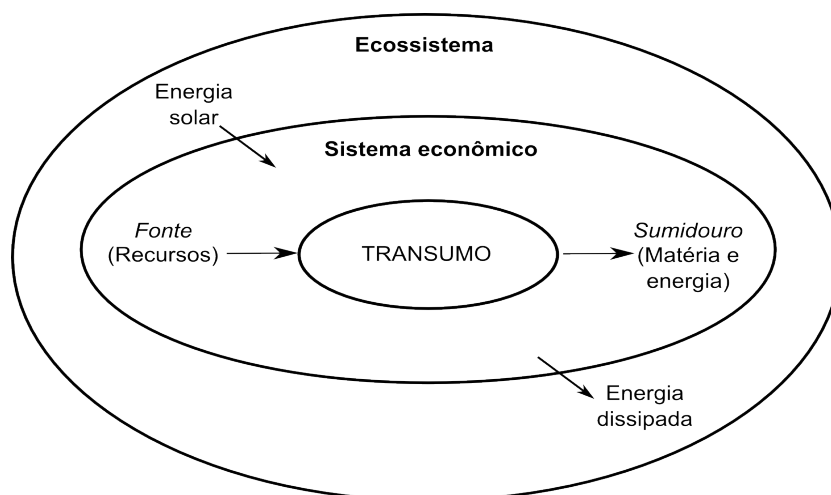 Ecossistema
Energia
solar
Sistema econômico
Fonte
(Recursos)
TRANSUMO
Sumidouro
(Matéria e
energia)
Energia
dissipada